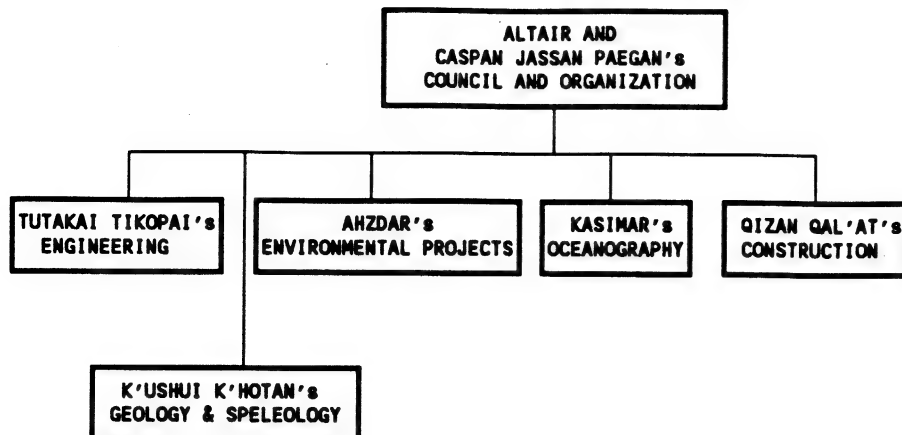 ALTAIR AND
CASPAN JASSAN PAEGAN's
COUNCIL AND ORGANIZATION
TUTAKAI TIKOPAI's
ENGINEERING
AHZDAR's
ENVIRONMENTAL PROJECTS
KASIMAR's
OCEANOGRAPHY
QIZAN QAL'AT's
CONSTRUCTION
K'USHUI K'HOTAN's
GEOLOGY & SPELEOLOGY